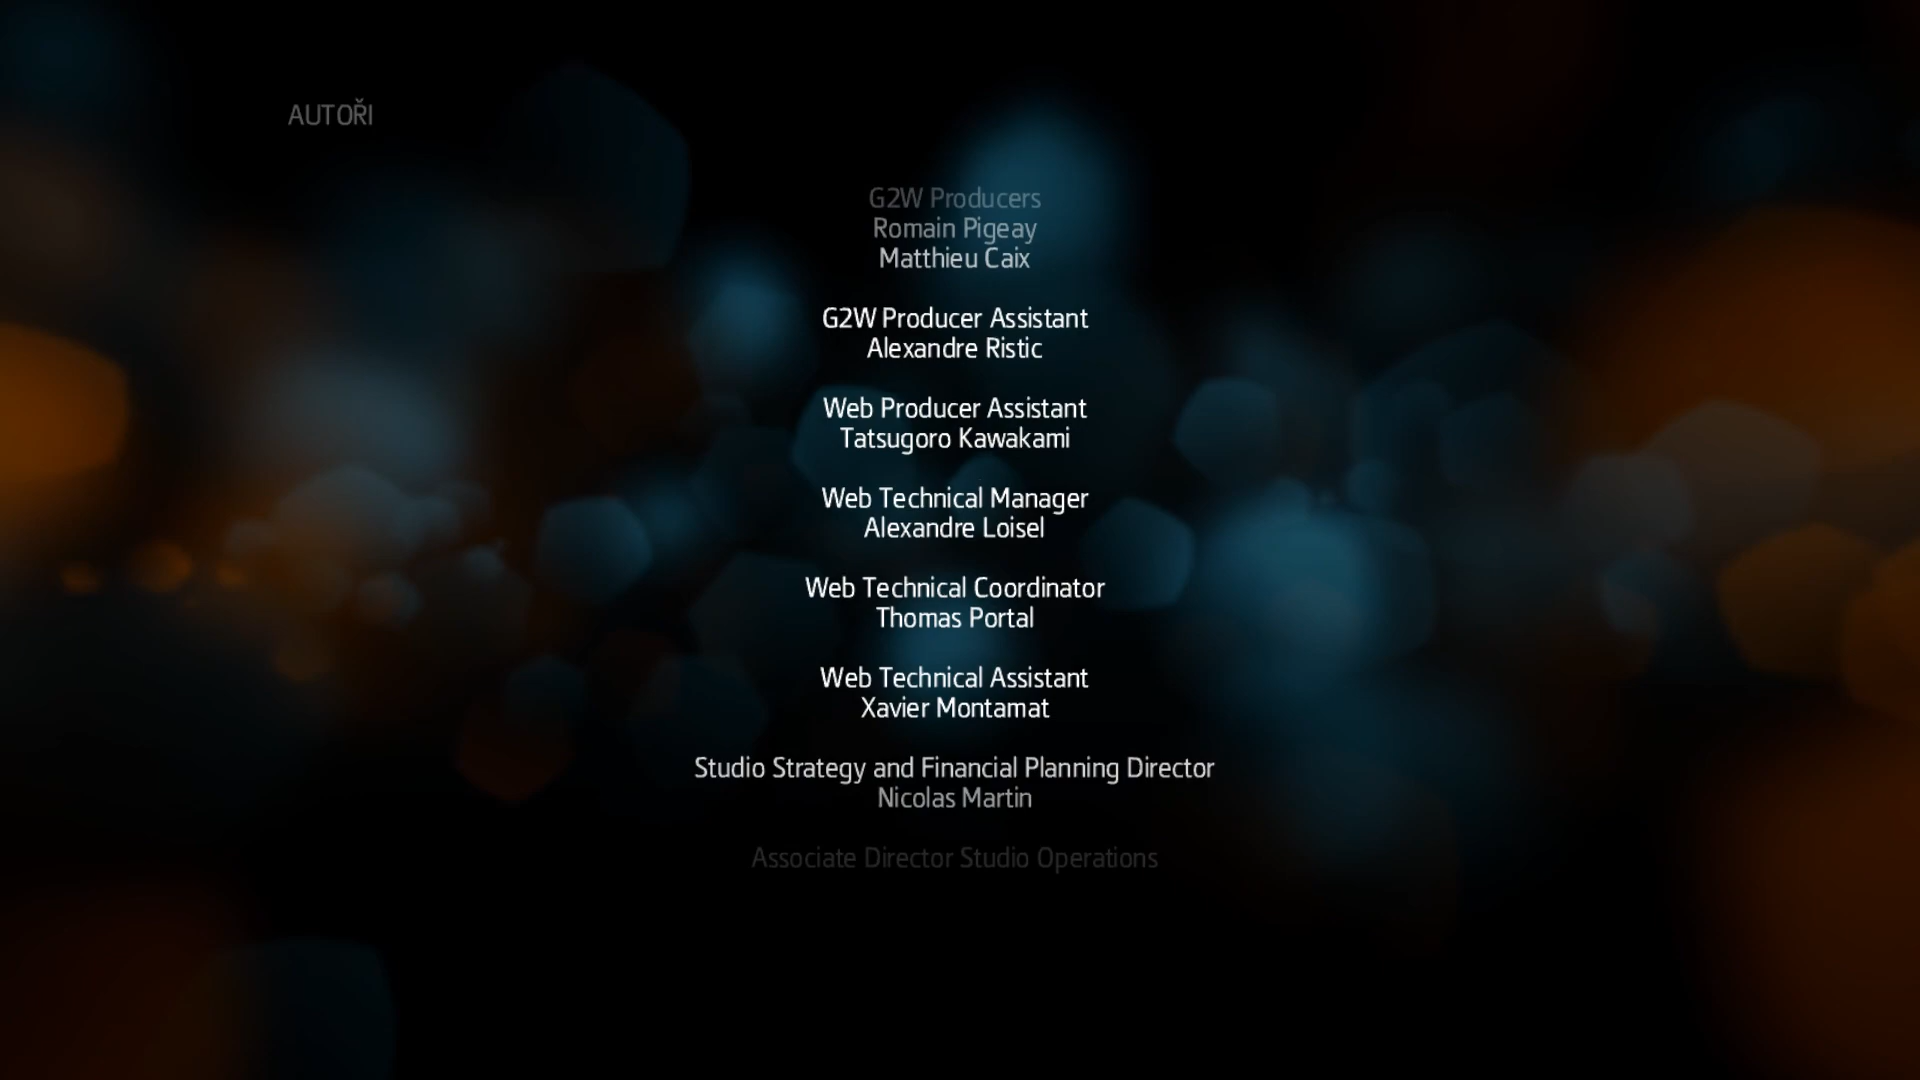 AUTOŘI
G2W Producers
Romain Pigeay
Matthieu Caix
G2W Producer Assistant
Alexandre Ristic
Web Producer Assistant
Tatsugoro Kawakami
Web Technical Manager
Alexandre Loisel
Web Technical Coordinator
Thomas Portal
Web Technical Assistant
Xavier Montamat
Studio Strategy and Financial Planning Director
Nicolas Martin
Associate Director Studio Operations